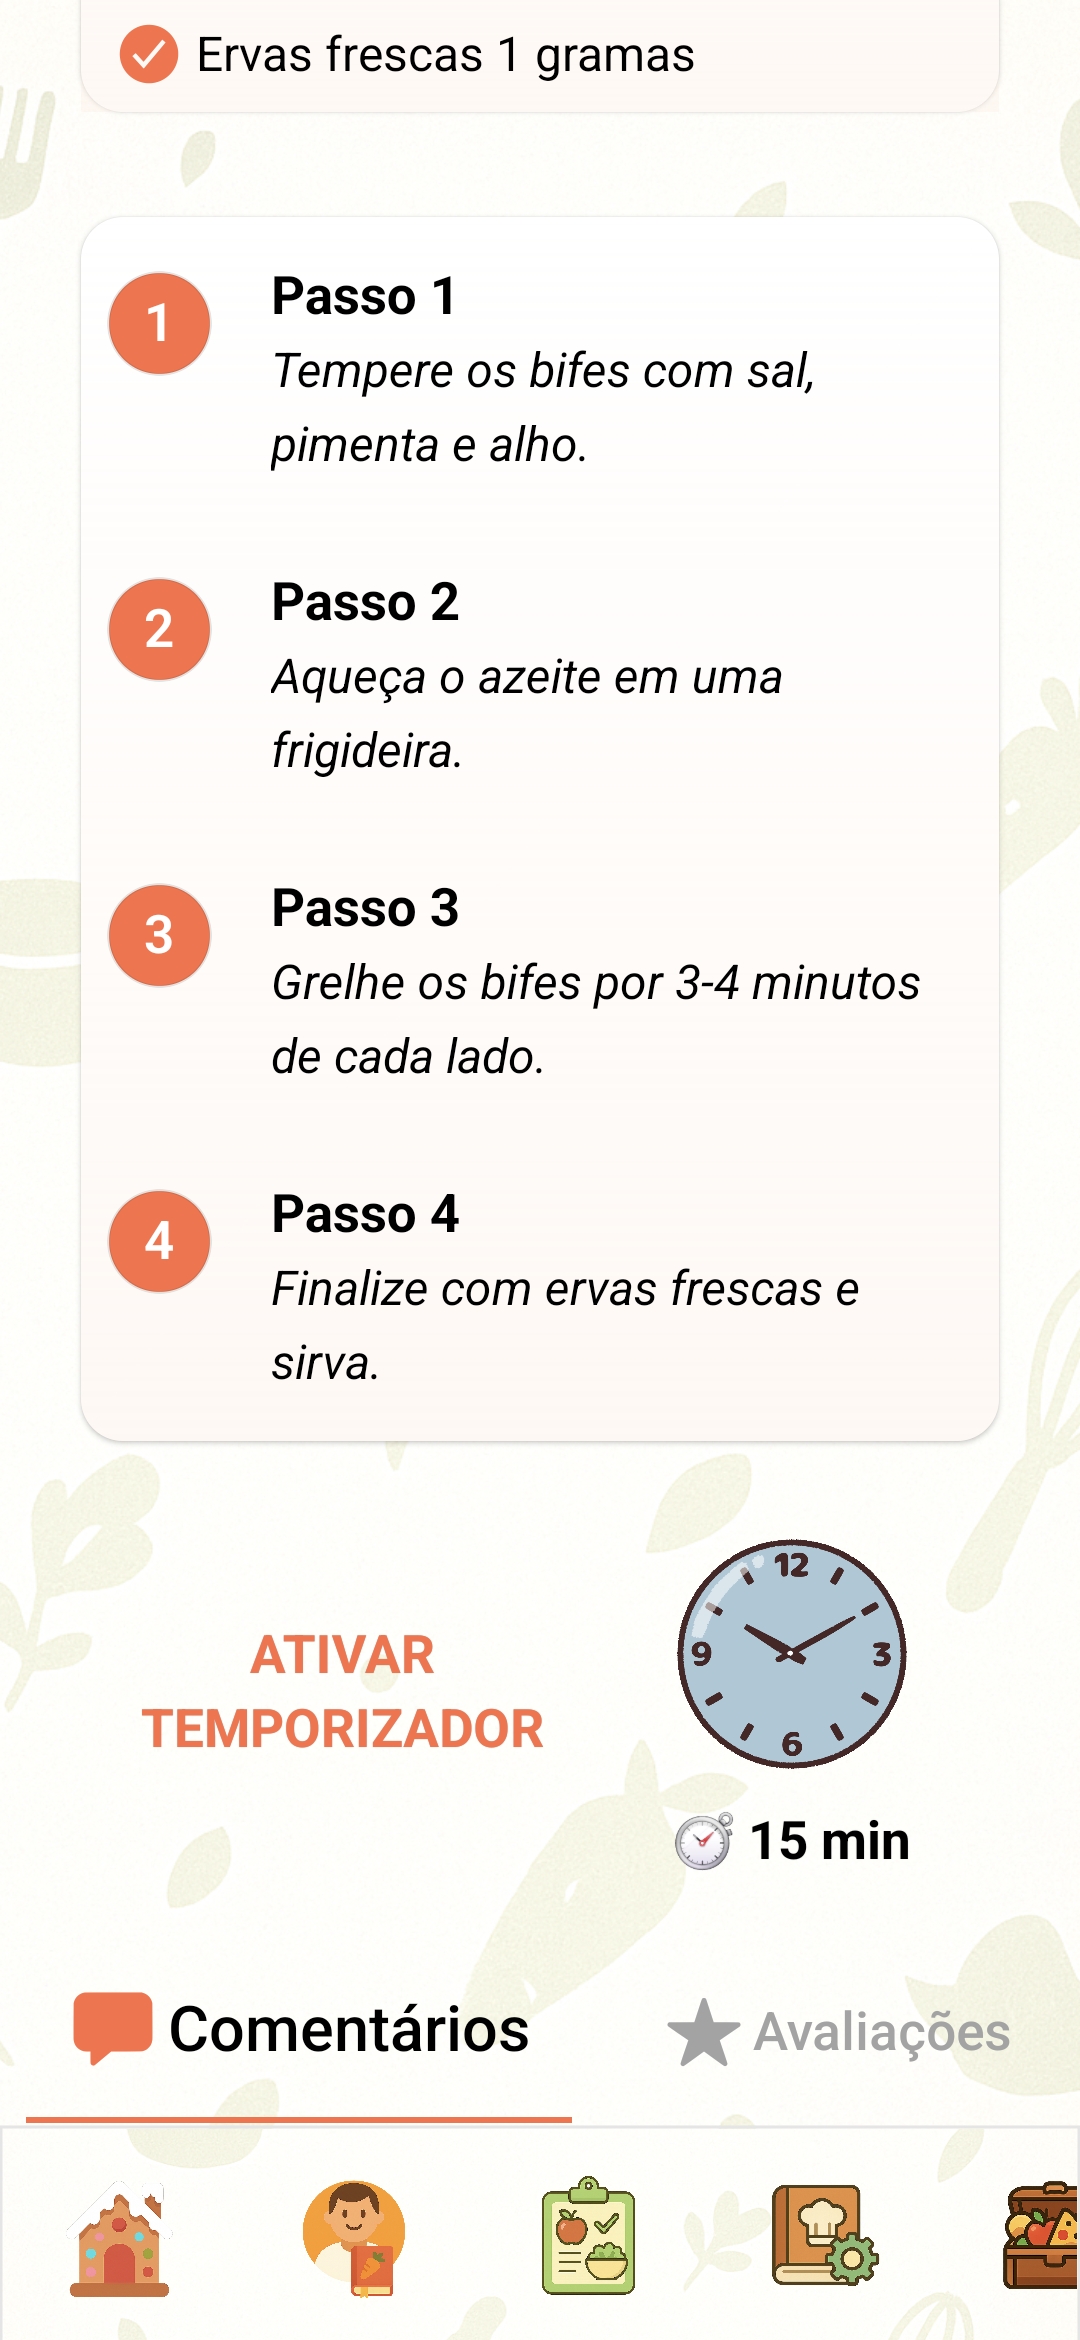 Ervas frescas 1 gramas
1
Passo 1
Tempere os bifes com sal,
pimenta e alho.
2
Passo 2
Aqueça o azeite em uma
frigideira.
3
Passo 3
Grelhe os bifes por 3-4 minutos
de cada lado.
4
Passo 4
Finalize com ervas frescas e
sirva.
ATIVAR
TEMPORIZADOR
12
9
3
6
15 min
Comentários
Avaliações